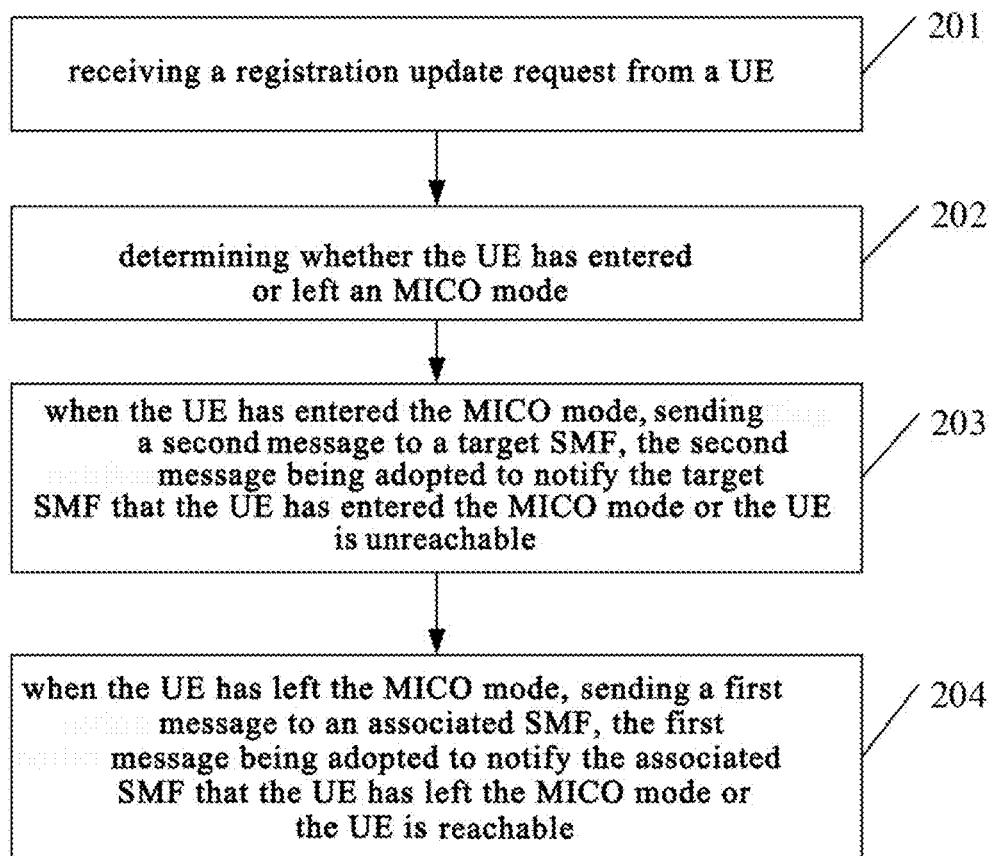 201
receiving a registration update request from a UE
202
determining whether the UE has entered
or left an MICO mode
203
when the UE has entered the MICO mode, sending
a second message to a target SMF, the second
message being adopted to notify the target
SMF that the UE has entered the MICO mode or the UE
is unreachable
204
when the UE has left the MICO mode, sending a first
message to an associated SMF, the first
message being adopted to notify the associated
SMF that the UE has left the MICO mode or
the UE is reachable